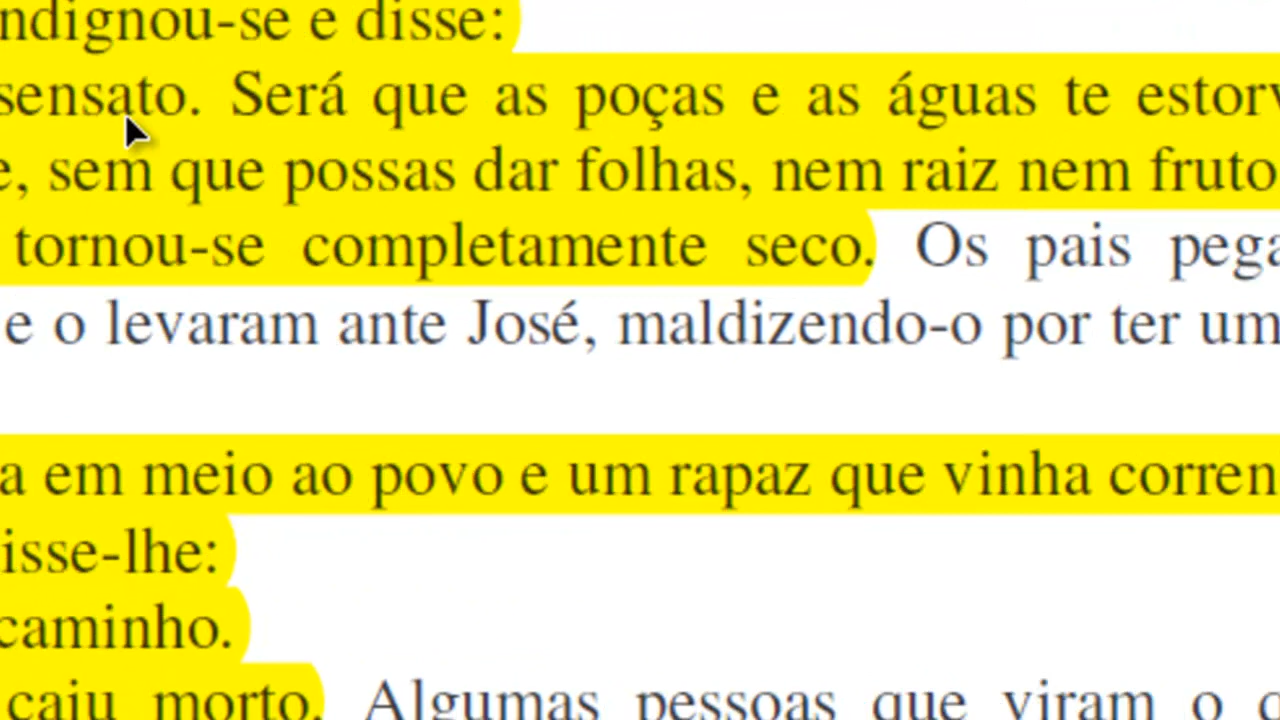 ndignou-se e disse:
sensato. Será que as poças e as águas te estorv
e, sem que possas dar folhas, nem raiz nem fruto
tornou-se completamente seco. Os pais pega
e o levaram ante José, maldizendo-o por ter um
a em meio ao povo e um rapaz que vinha corren
isse-lhe:
caminho.
caiu morto. Algumas pessoas que viram o